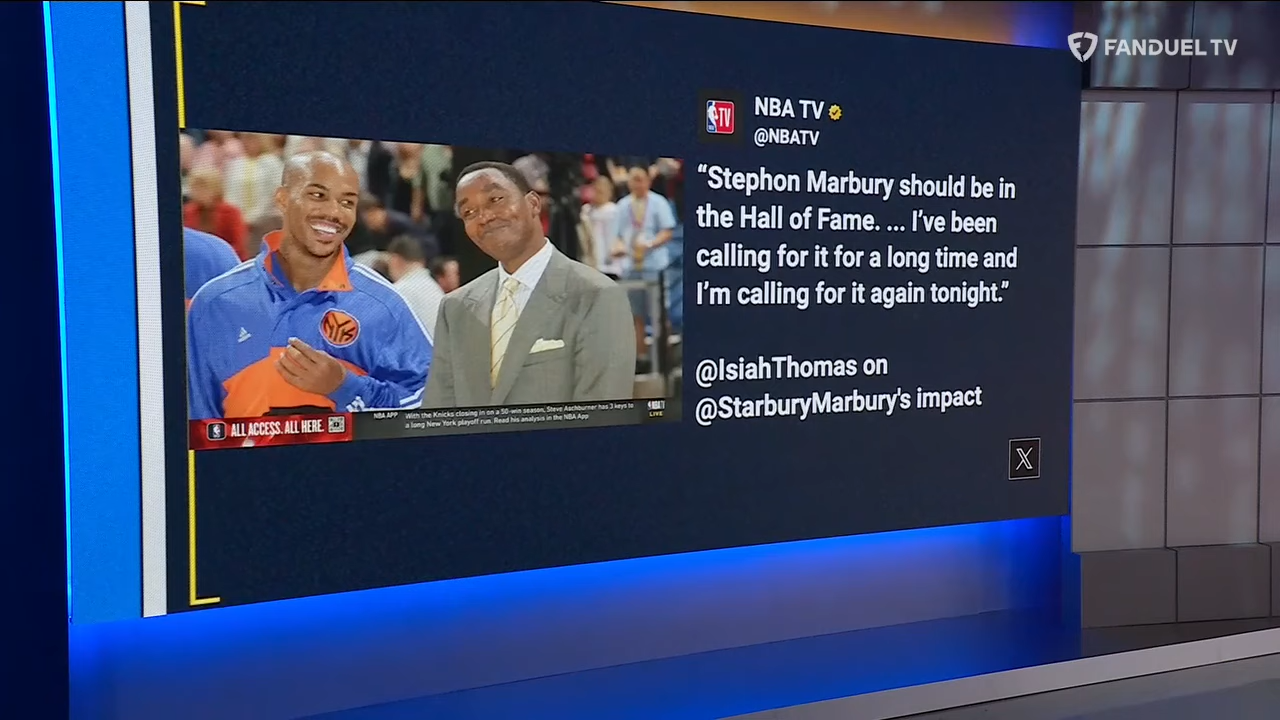 FANDUEL TV
NBA TV
@NBATV
“Stephon Marbury should be in
the Hall of Fame. ... I’ve been
calling for it for a long time and
I’m calling for it again tonight.”
@IsiahThomas on
@StarburyMarbury's impact
X
TV
NYK
ALL ACCESS. ALL HERE.
NBA APP
With the Knicks closing in on a 50-win season, Steve Aschburner has 3 keys to
a long New York playoff run. Read his analysis in the NBA App
LIVE